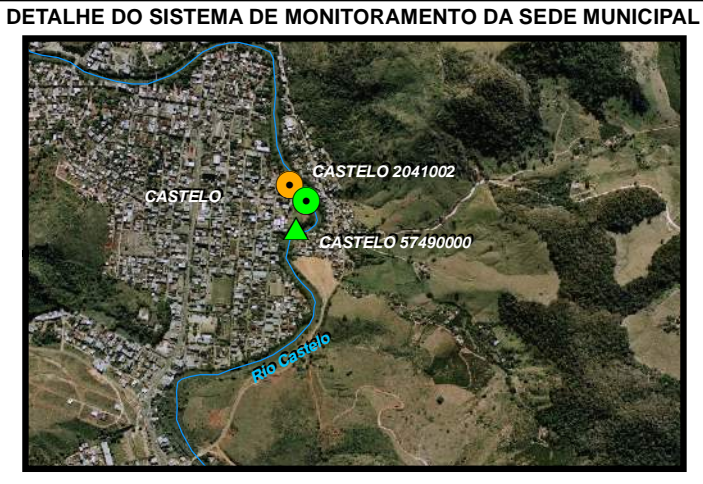 DETALHE DO SISTEMA DE MONITORAMENTO DA SEDE MUNICIPAL
CASTELO 2041002
CASTELO
CASTELO 57490000
Rio Castelo